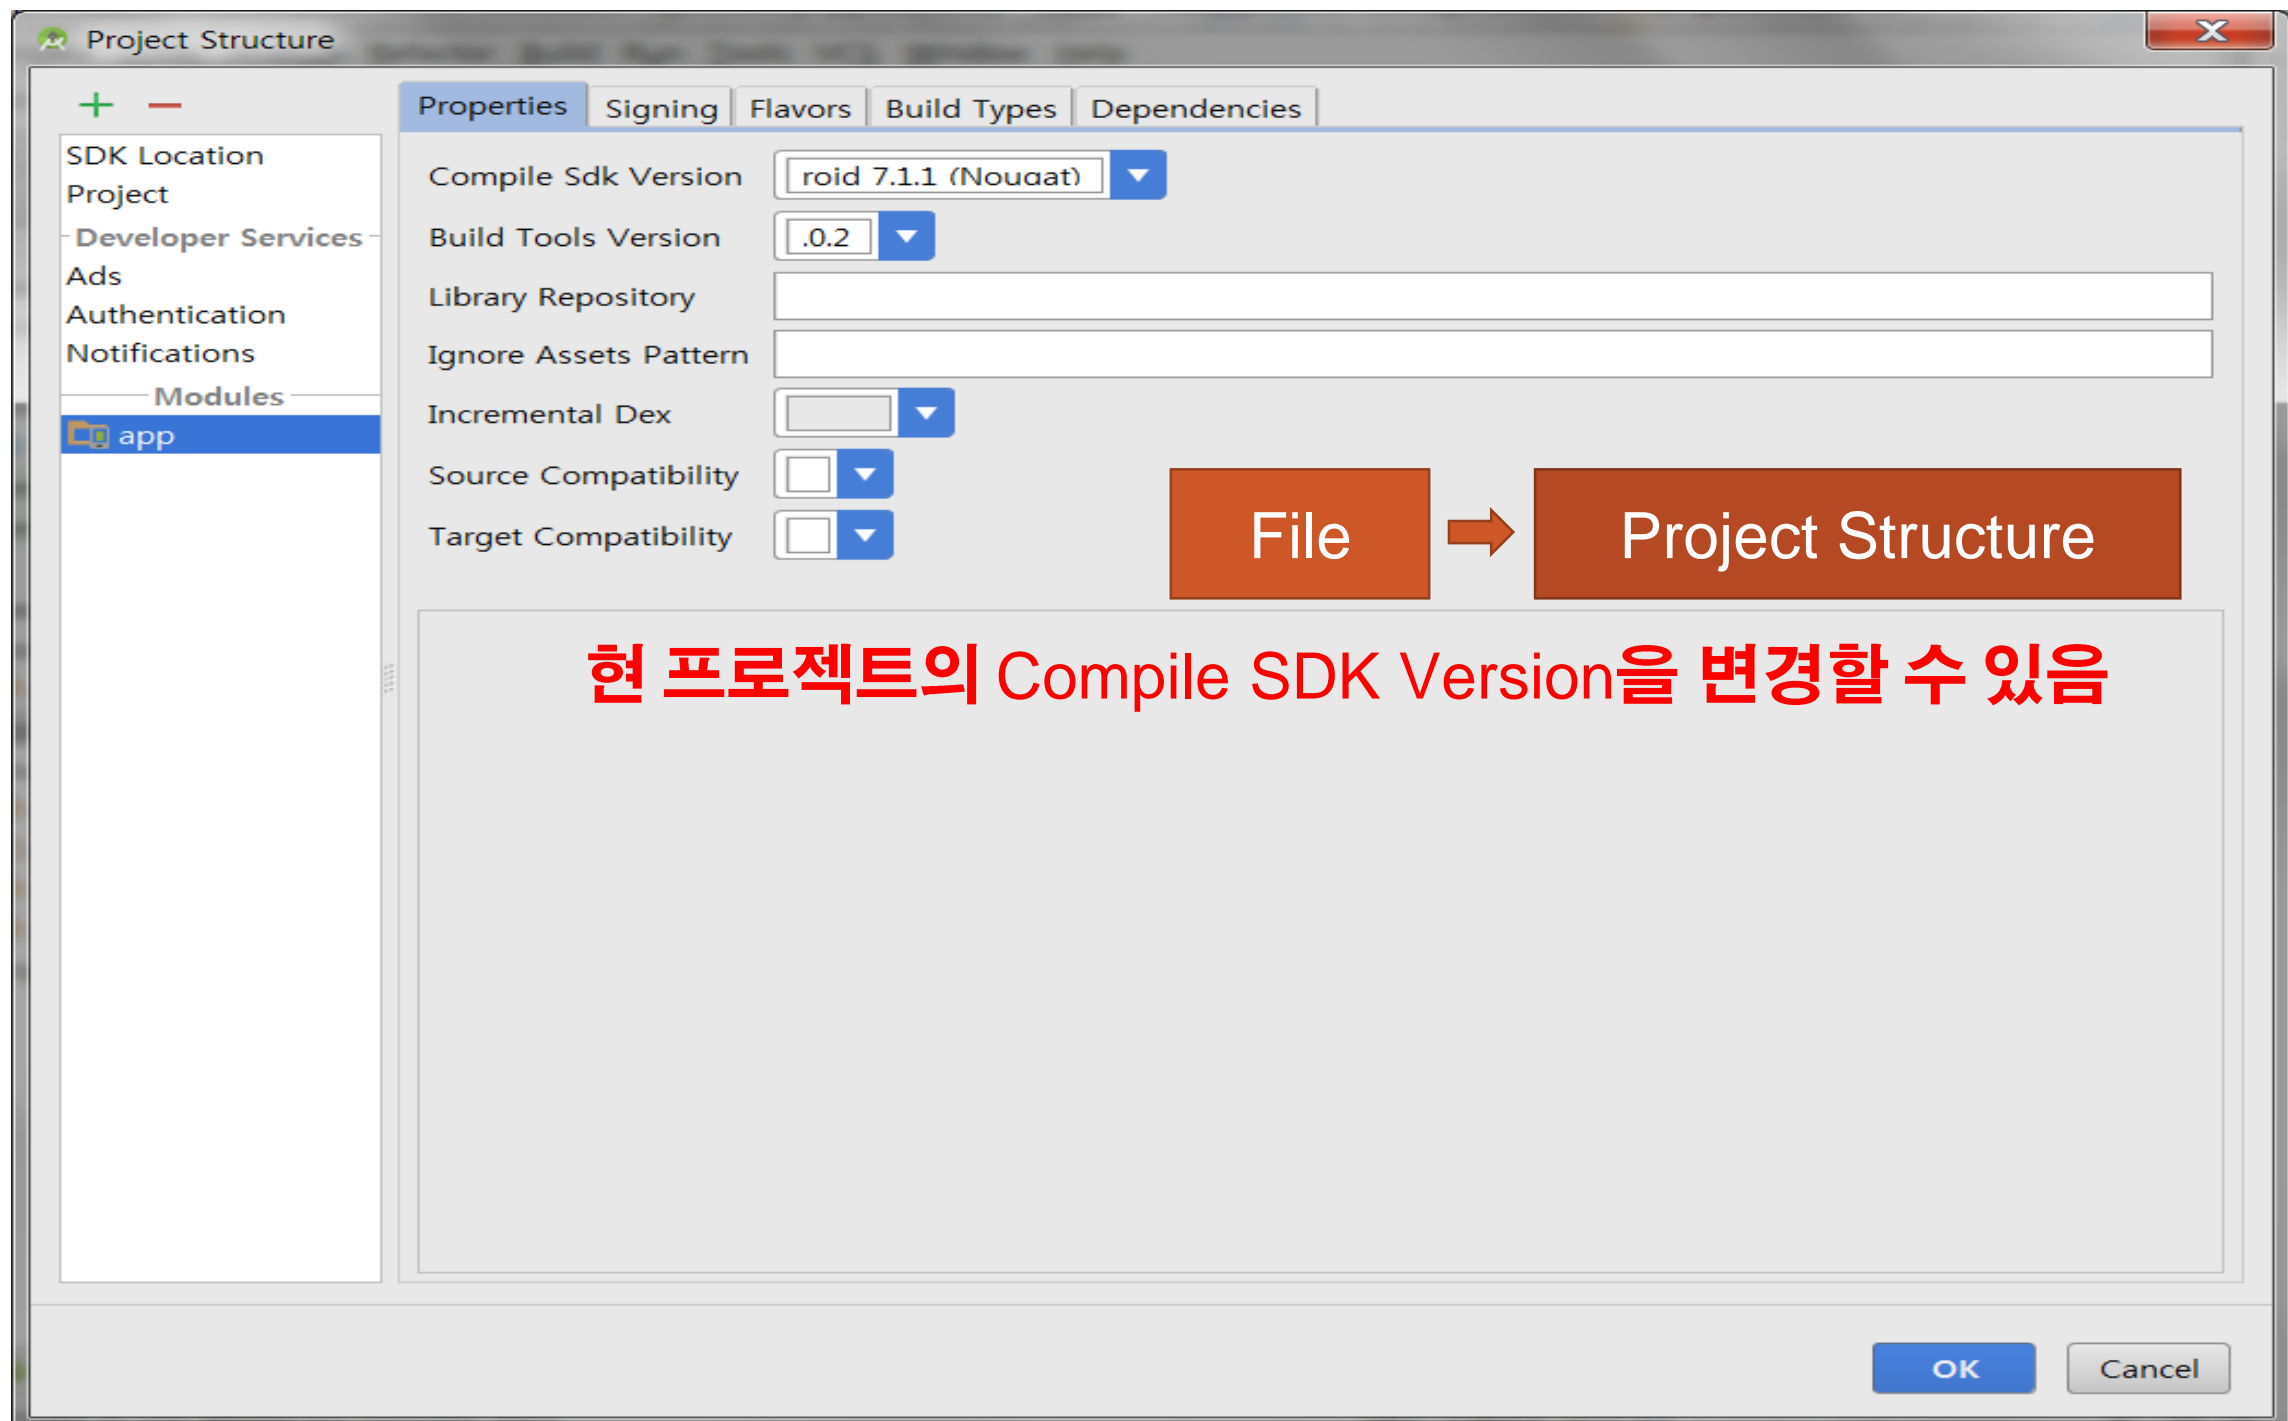 Project Structure
Properties Signing Flavors Build Types Dependencies
SDK Location
Project
Developer Services
Ads
Authentication
Notifications
Modules
app
Compile Sdk Version roid 7.1.1 (Nougat)
Build Tools Version .0.2
Library Repository
Ignore Assets Pattern
Incremental Dex
Source Compatibility
Target Compatibility
File Project Structure
현 프로젝트의 Compile SDK Version을 변경할 수 있음
OK Cancel